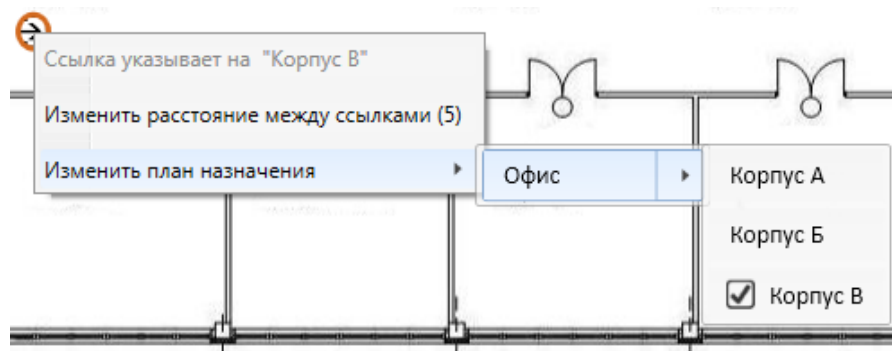 Ссылка указывает на "Корпус В"
Изменить расстояние между ссылками (5)
Изменить план назначения
Офис
Корпус А
Корпус Б
Корпус В